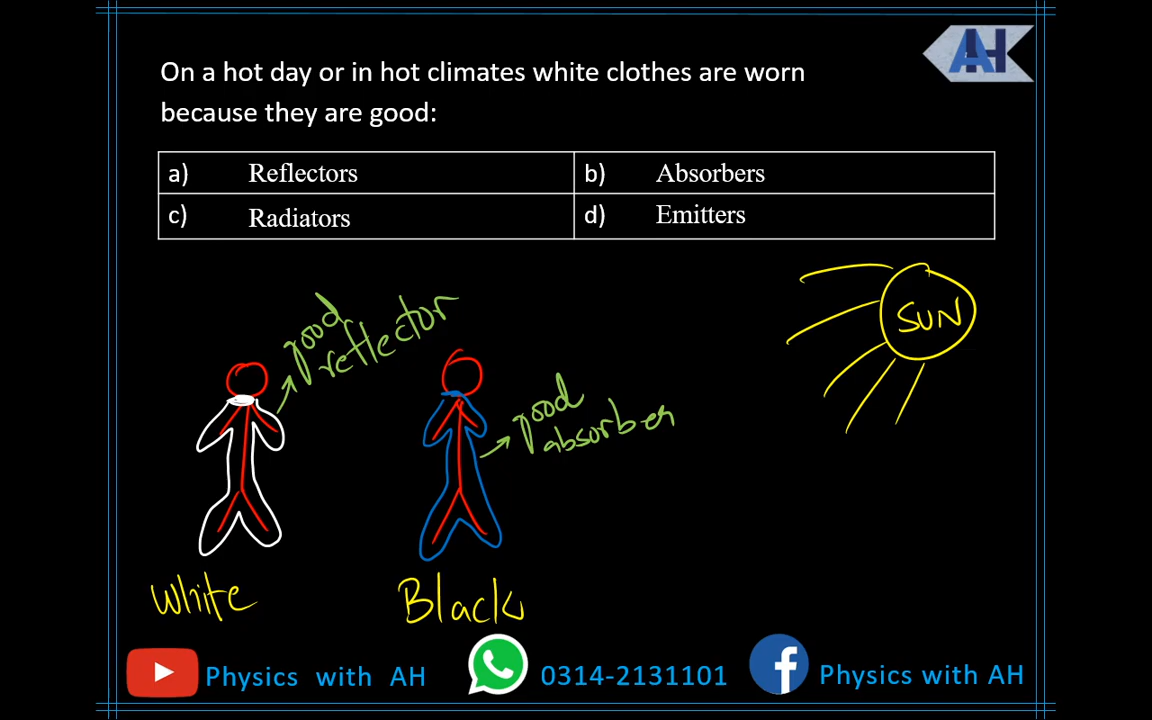 AH
On a hot day or in hot climates white clothes are worn
because they are good:
a) Reflectors b) Absorbers
c) Radiators d) Emitters
SUN
good
reflector
good
absorber
White
Black
Physics with AH 0314-2131101 Physics with AH